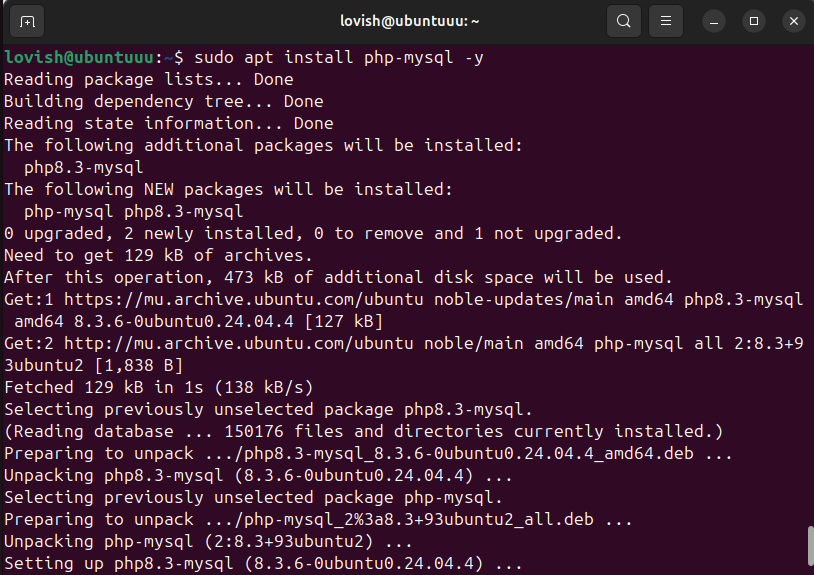 lovish@ubuntuuu: ~
lovish@ubuntuuu:~$ sudo apt install php-mysql -y
Reading package lists... Done
Building dependency tree... Done
Reading state information... Done
The following additional packages will be installed:
  php8.3-mysql
The following NEW packages will be installed:
  php-mysql php8.3-mysql
0 upgraded, 2 newly installed, 0 to remove and 1 not upgraded.
Need to get 129 kB of archives.
After this operation, 473 kB of additional disk space will be used.
Get:1 https://mu.archive.ubuntu.com/ubuntu noble-updates/main amd64 php8.3-mysql
 amd64 8.3.6-0ubuntu0.24.04.4 [127 kB]
Get:2 http://mu.archive.ubuntu.com/ubuntu noble/main amd64 php-mysql all 2:8.3+9
3ubuntu2 [1,838 B]
Fetched 129 kB in 1s (138 kB/s)
Selecting previously unselected package php8.3-mysql.
(Reading database ... 150176 files and directories currently installed.)
Preparing to unpack .../php8.3-mysql_8.3.6-0ubuntu0.24.04.4_amd64.deb ...
Unpacking php8.3-mysql (8.3.6-0ubuntu0.24.04.4) ...
Selecting previously unselected package php-mysql.
Preparing to unpack .../php-mysql_2%3a8.3+93ubuntu2_all.deb ...
Unpacking php-mysql (2:8.3+93ubuntu2) ...
Setting up php8.3-mysql (8.3.6-0ubuntu0.24.04.4) ...